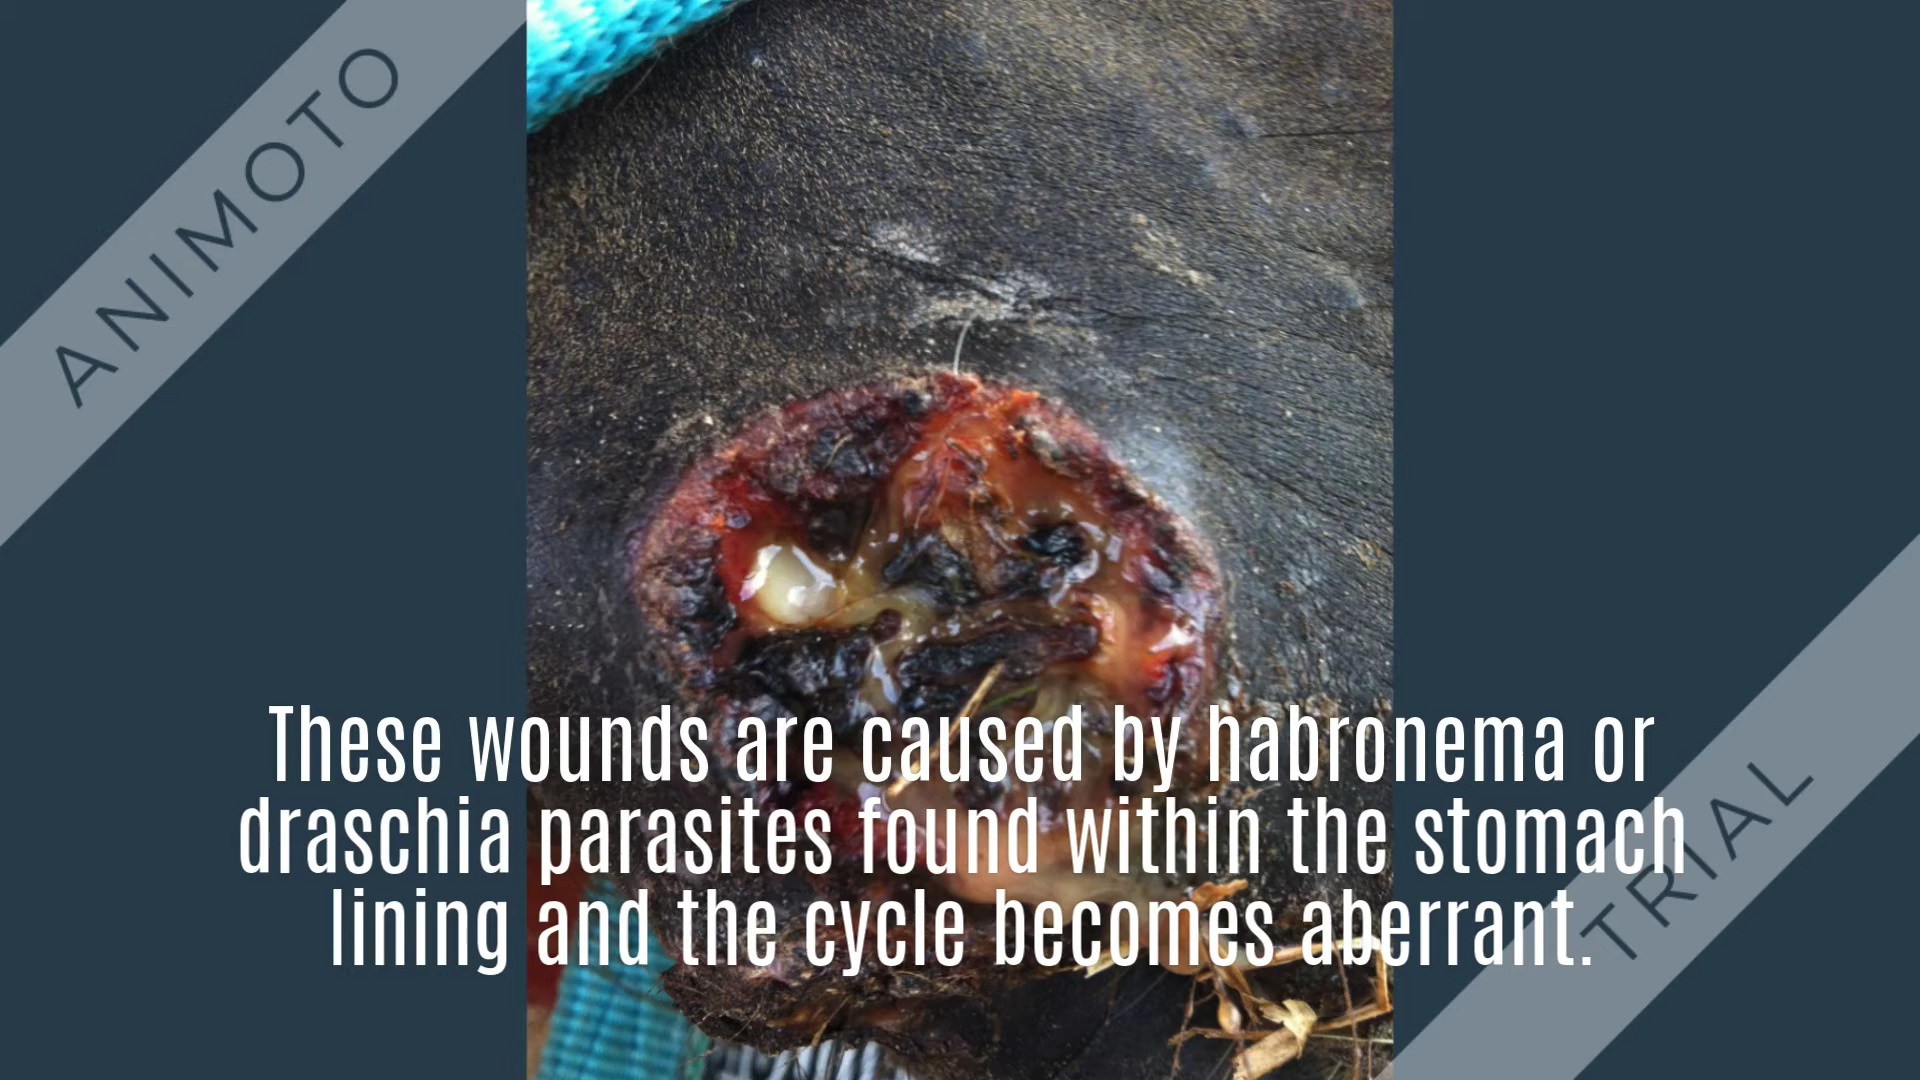 ANIMOTO
These wounds are caused by habronema or
draschia parasites found within the stomach
lining and the cycle becomes aberrant.
TRIAL